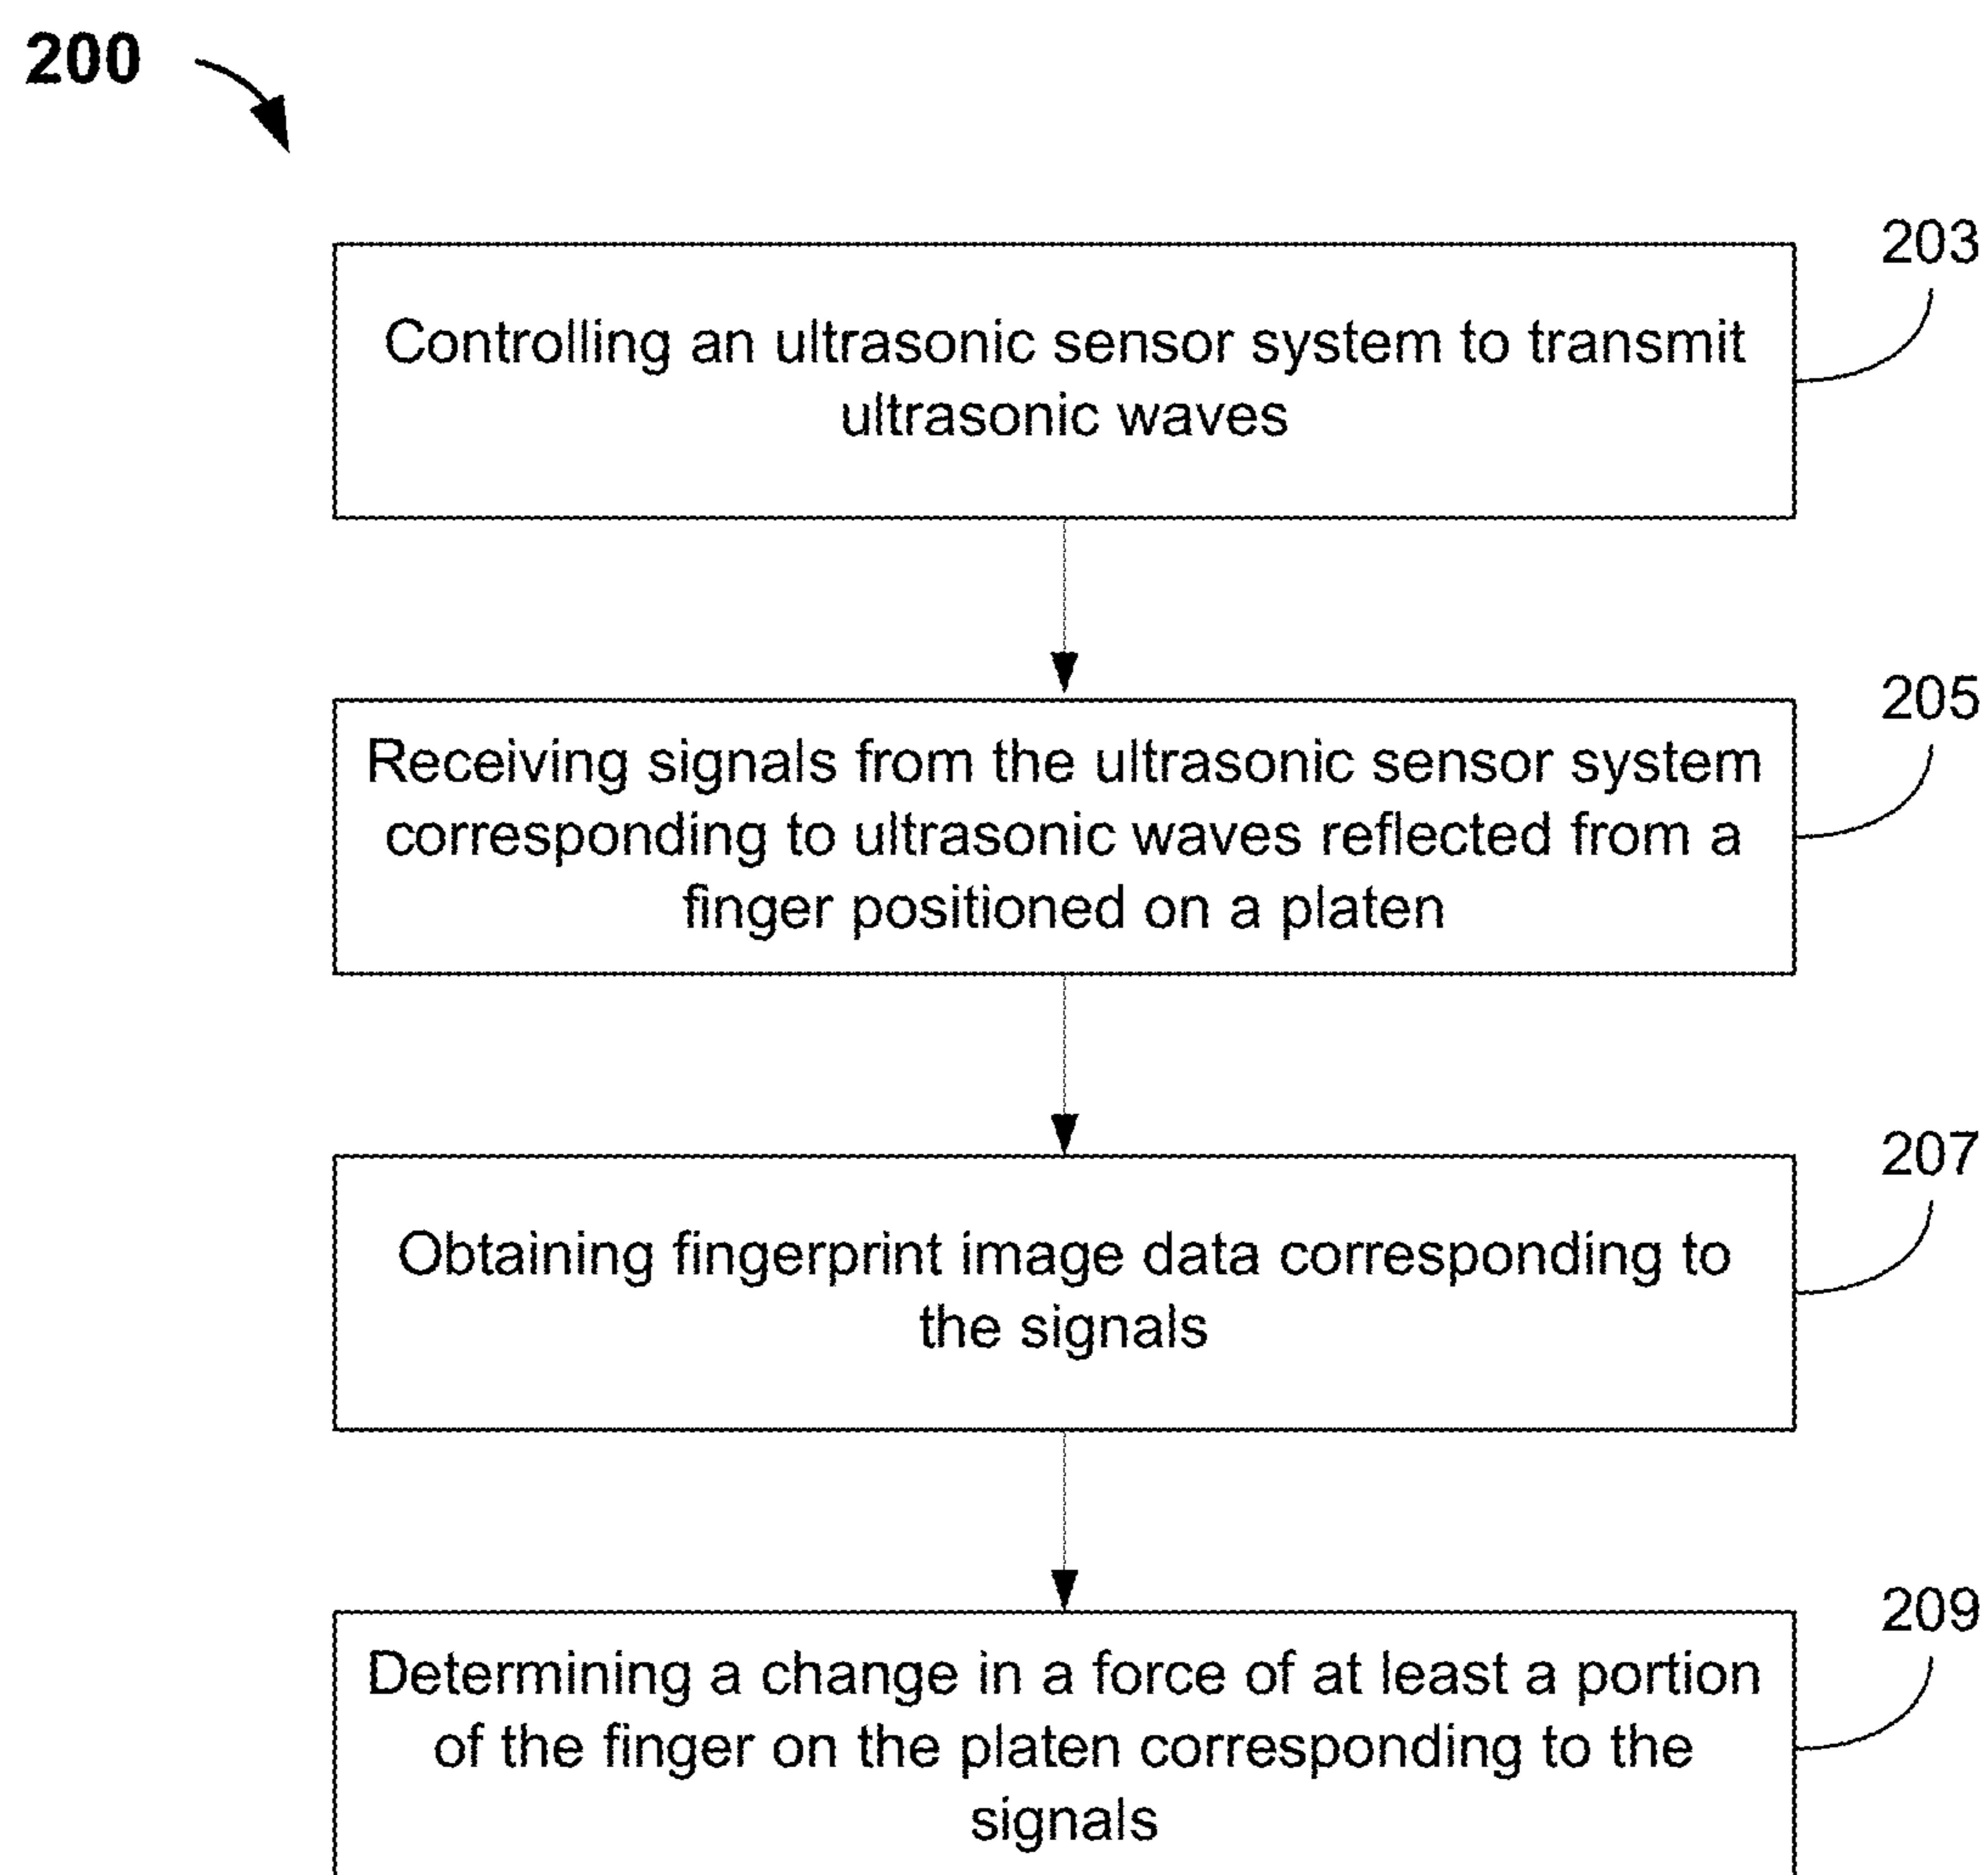 200
203
Controlling an ultrasonic sensor system to transmit
ultrasonic waves
205
Receiving signals from the ultrasonic sensor system
corresponding to ultrasonic waves reflected from a
finger positioned on a platen
207
Obtaining fingerprint image data corresponding to
the signals
209
Determining a change in a force of at least a portion
of the finger on the platen corresponding to the
signals